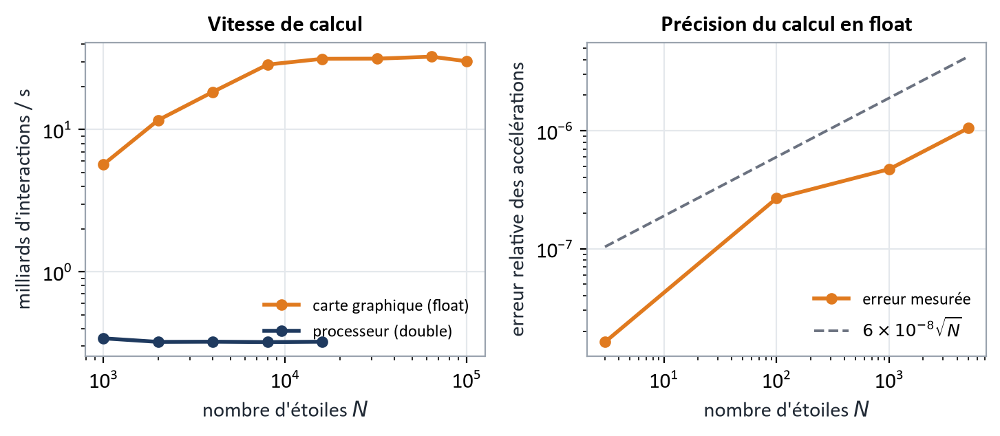 Vitesse de calcul
milliards d'interactions / s
10¹
10⁰
carte graphique (float)
processeur (double)
10³
10⁴
10⁵
nombre d'étoiles N
Précision du calcul en float
erreur relative des accélérations
10⁻⁶
10⁻⁷
erreur mesurée
6 × 10⁻⁸√N
10¹
10²
10³
nombre d'étoiles N